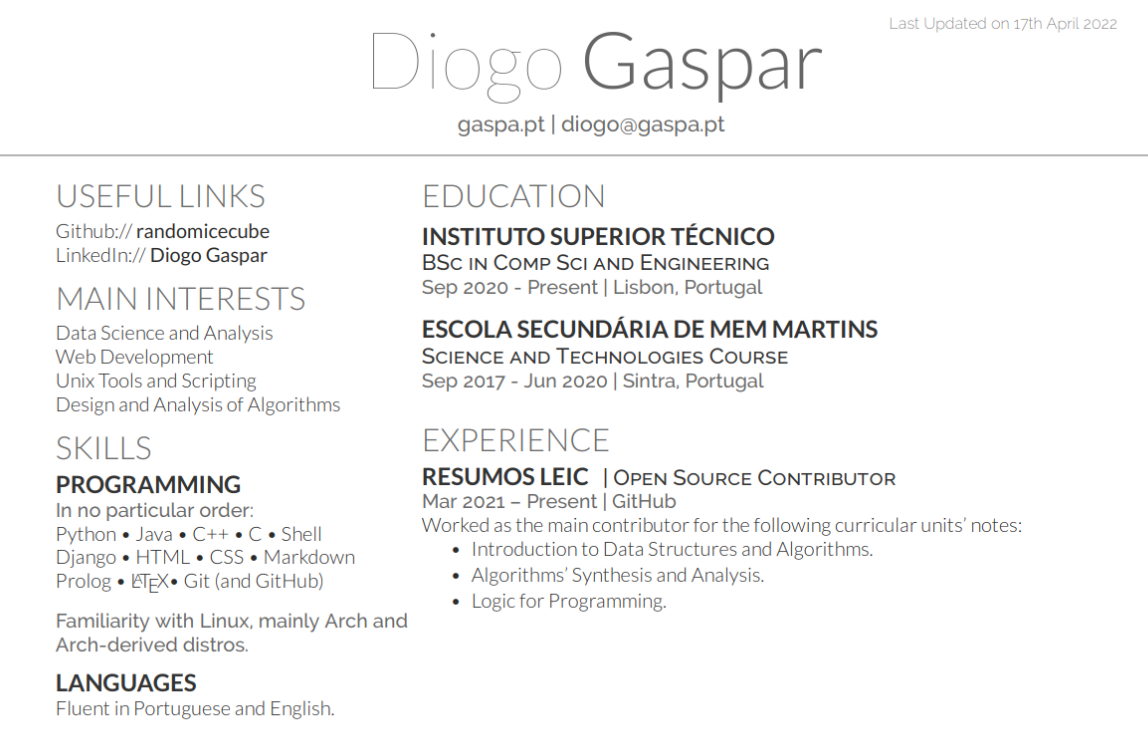 Last Updated on 17th April 2022
Diogo Gaspar
gaspa.pt | diogo@gaspa.pt
USEFUL LINKS
Github:// randomicecube
LinkedIn:// Diogo Gaspar
MAIN INTERESTS
Data Science and Analysis
Web Development
Unix Tools and Scripting
Design and Analysis of Algorithms
SKILLS
PROGRAMMING
In no particular order:
Python • Java • C++ • C • Shell
Django • HTML • CSS • Markdown
Prolog • LATEX• Git (and GitHub)
Familiarity with Linux, mainly Arch and
Arch-derived distros.
LANGUAGES
Fluent in Portuguese and English.
EDUCATION
INSTITUTO SUPERIOR TÉCNICO
BSc in Comp Sci and Engineering
Sep 2020 - Present | Lisbon, Portugal
ESCOLA SECUNDÁRIA DE MEM MARTINS
Science and Technologies Course
Sep 2017 - Jun 2020 | Sintra, Portugal
EXPERIENCE
RESUMOS LEIC | Open Source Contributor
Mar 2021 – Present | GitHub
Worked as the main contributor for the following curricular units' notes:
• Introduction to Data Structures and Algorithms.
• Algorithms' Synthesis and Analysis.
• Logic for Programming.